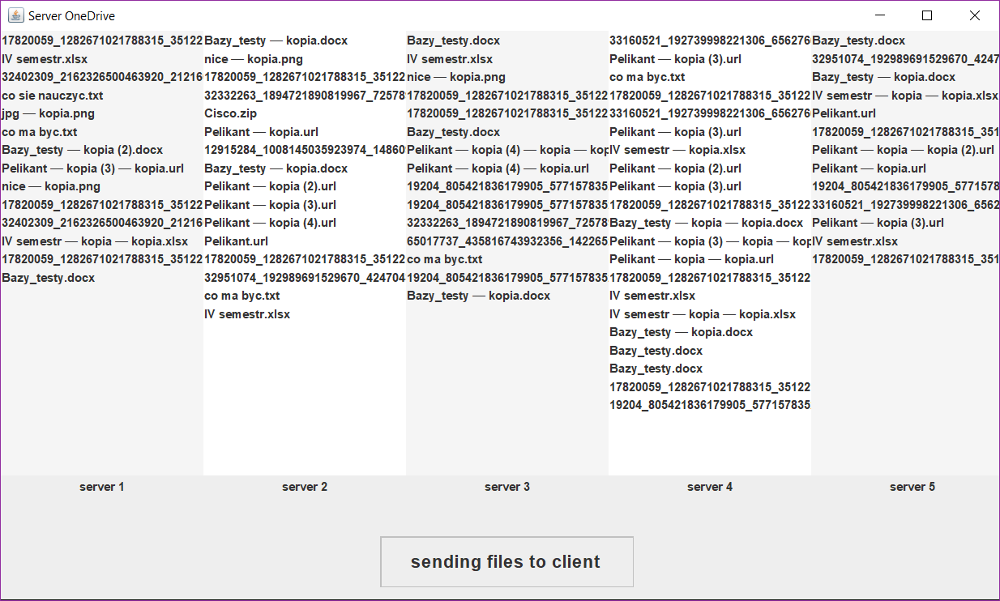 Server OneDrive
17820059_1282671021788315_35122
IV semestr.xlsx
32402309_2162326500463920_21216
co sie nauczyc.txt
jpg — kopia.png
co ma byc.txt
Bazy_testy — kopia (2).docx
Pelikant — kopia (3) — kopia.url
nice — kopia.png
17820059_1282671021788315_35122
32402309_2162326500463920_21216
IV semestr — kopia — kopia.xlsx
17820059_1282671021788315_35122
Bazy_testy.docx
server 1
Bazy_testy — kopia.docx
nice — kopia.png
17820059_1282671021788315_35122
32332263_1894721890819967_72578
Cisco.zip
Pelikant — kopia.url
12915284_1008145035923974_14860
Bazy_testy — kopia.docx
Pelikant — kopia (2).url
Pelikant — kopia (3).url
Pelikant — kopia (4).url
Pelikant.url
17820059_1282671021788315_35122
32951074_192989691529670_424704
co ma byc.txt
IV semestr.xlsx
server 2
Bazy_testy.docx
IV semestr.xlsx
nice — kopia.png
17820059_1282671021788315_35122
17820059_1282671021788315_35122
Bazy_testy.docx
Pelikant — kopia (4) — kopia — kop
Pelikant — kopia (4) — kopia.url
19204_805421836179905_577157835
19204_805421836179905_577157835
32332263_1894721890819967_72578
65017737_435816743932356_142265
co ma byc.txt
19204_805421836179905_577157835
Bazy_testy — kopia.docx
server 3
33160521_192739998221306_656276
Pelikant — kopia (3).url
co ma byc.txt
17820059_1282671021788315_35122
33160521_192739998221306_656276
Pelikant — kopia (3).url
IV semestr — kopia.xlsx
Pelikant — kopia (2).url
Pelikant — kopia (3).url
17820059_1282671021788315_35122
Bazy_testy — kopia — kopia.docx
Pelikant — kopia (3) — kopia — kop
Pelikant — kopia — kopia.url
17820059_1282671021788315_35122
IV semestr.xlsx
IV semestr — kopia — kopia.xlsx
Bazy_testy — kopia.docx
Bazy_testy.docx
Bazy_testy.docx
17820059_1282671021788315_35122
19204_805421836179905_577157835
server 4
Bazy_testy.docx
32951074_192989691529670_4247
Bazy_testy — kopia.docx
IV semestr — kopia — kopia.xlsx
Pelikant.url
17820059_1282671021788315_351
Pelikant — kopia — kopia (2).url
Pelikant — kopia.url
19204_805421836179905_5771578
33160521_192739998221306_6562
Pelikant — kopia (3).url
IV semestr.xlsx
17820059_1282671021788315_351
server 5
sending files to client